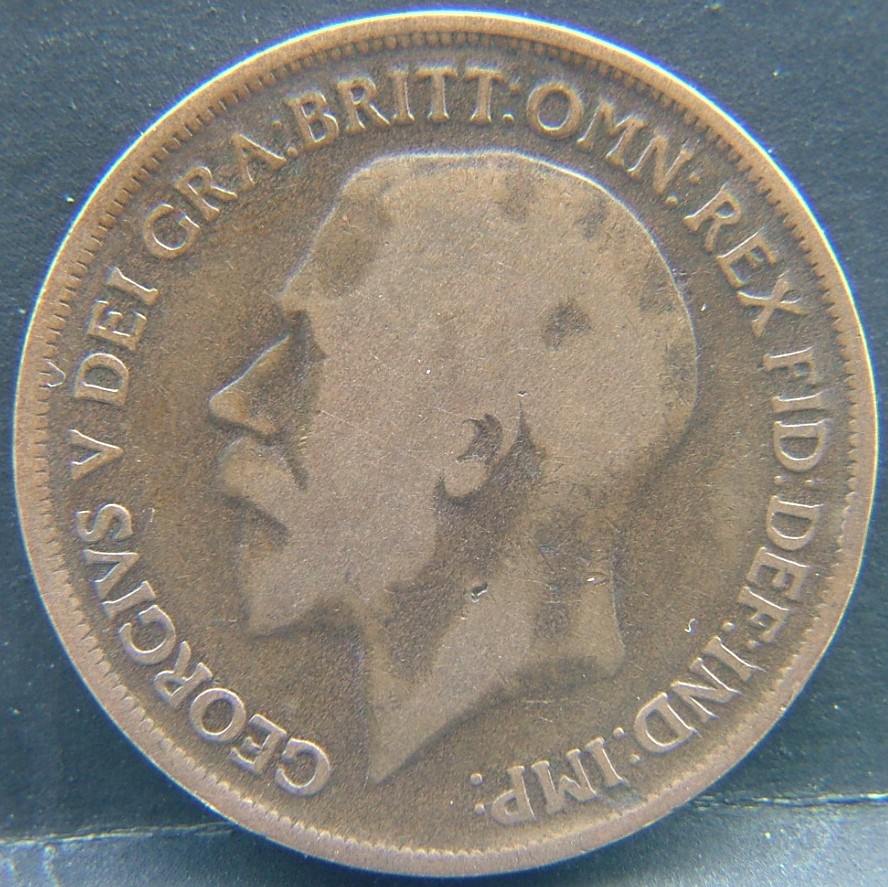 GEORGIVS V DEI GRA:BRITT:OMN:REX FID:DEF:IND:IMP: